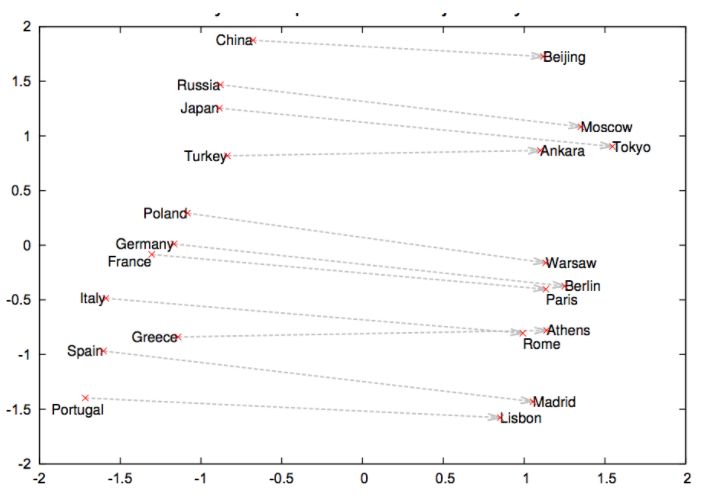 2
China
Beijing
1.5
Russia
Japan
Moscow
1
Tokyo
Turkey
Ankara
0.5
Poland
0
Germany
France
Warsaw
Berlin
-0.5
Italy
Paris
Greece
Athens
Rome
-1
Spain
Madrid
-1.5
Portugal
Lisbon
-2
-2 -1.5 -1 -0.5 0 0.5 1 1.5 2